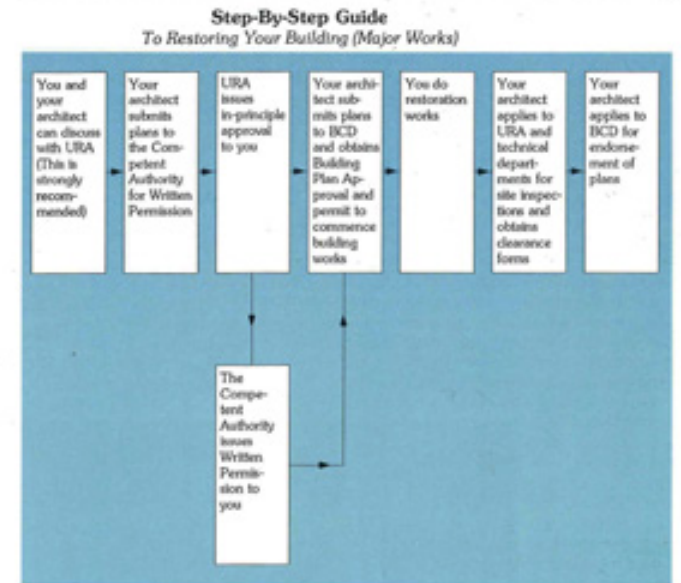 Step-By-Step Guide
To Restoring Your Building (Major Works)
You and
your
architect
can discuss
with URA
(This is
strongly
recom-
mended)
Your
architect
submits
plans to
the Com-
petent
Authority
for Written
Permission
URA
issues
in-principle
approval
to you
Your archi-
tect sub-
mits plans
to BCD
and obtains
Building
Plan Ap-
proval and
permit to
commence
building
works
You do
restoration
works
Your
architect
applies to
URA and
technical
depart-
ments for
site inspec-
tions and
obtains
clearance
forms
Your
architect
applies to
BCD for
endorse-
ment of
plans
The
Compe-
tent
Authority
issues
Written
Permis-
sion to
you